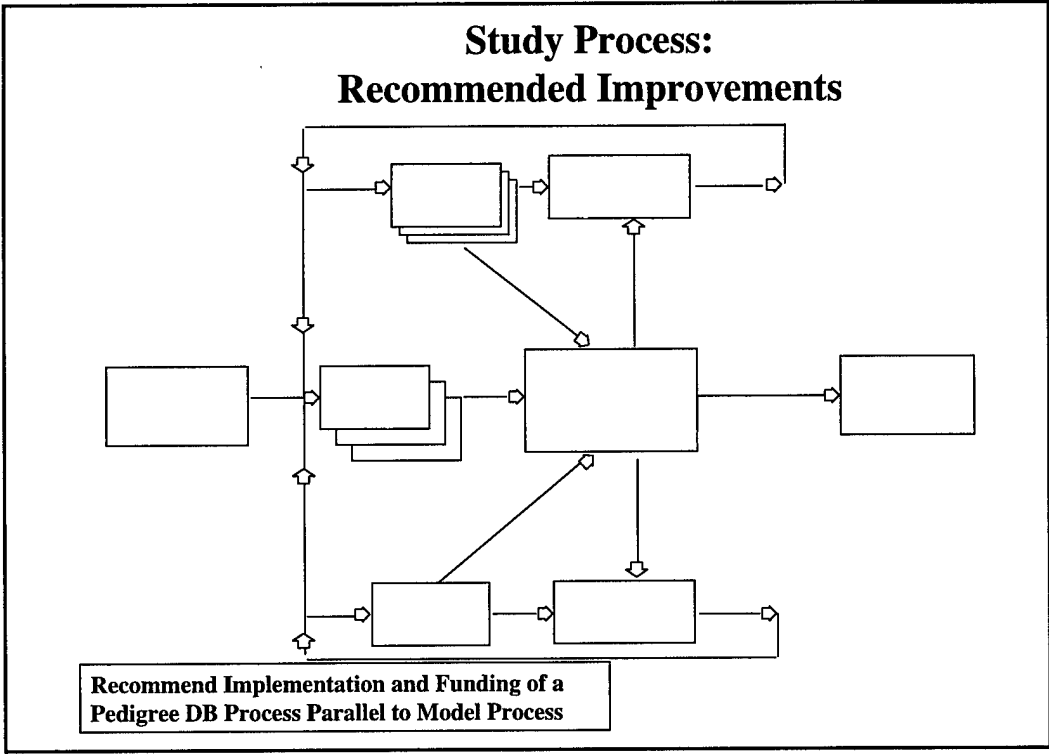 Study Process:
Recommended Improvements
Recommend Implementation and Funding of a
Pedigree DB Process Parallel to Model Process